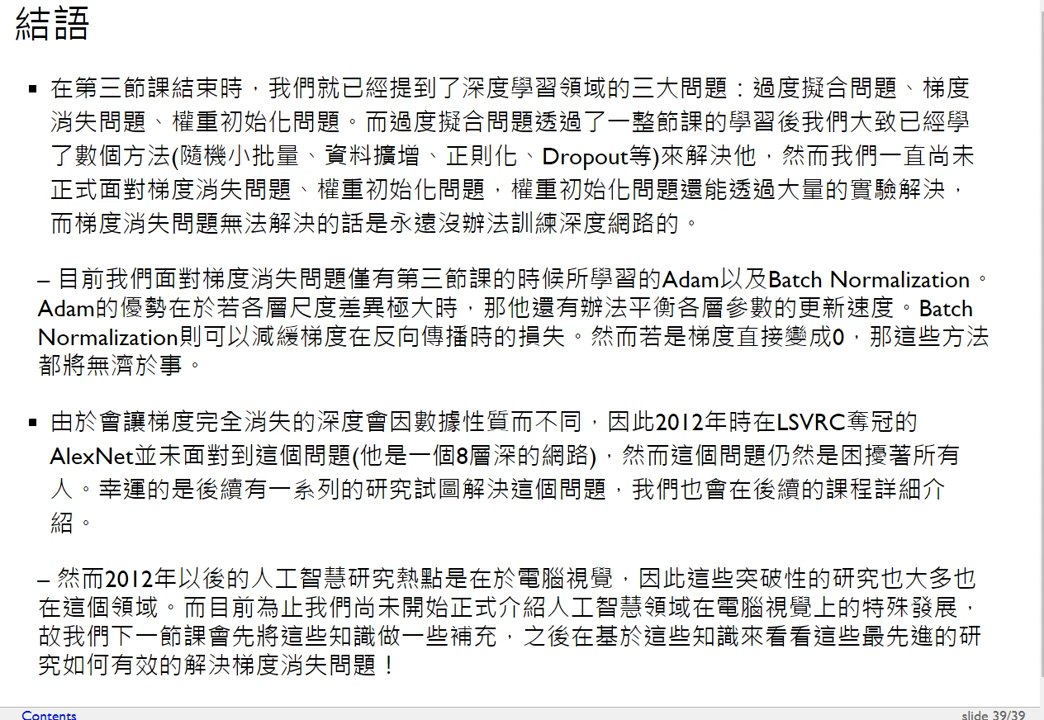 結語
▪ 在第三節課結束時，我們就已經提到了深度學習領域的三大問題：過度擬合問題、梯度
消失問題、權重初始化問題。而過度擬合問題透過了一整節課的學習後我們大致已經學
了數個方法(隨機小批量、資料擴增、正則化、Dropout等)來解決他，然而我們一直尚未
正式面對梯度消失問題、權重初始化問題，權重初始化問題還能透過大量的實驗解決，
而梯度消失問題無法解決的話是永遠沒辦法訓練深度網路的。
– 目前我們面對梯度消失問題僅有第三節課的時候所學習的Adam以及Batch Normalization。
Adam的優勢在於若各層尺度差異極大時，那他還有辦法平衡各層參數的更新速度。Batch
Normalization則可以減緩梯度在反向傳播時的損失。然而若是梯度直接變成0，那這些方法
都將無濟於事。
▪ 由於會讓梯度完全消失的深度會因數據性質而不同，因此2012年時在LSVRC奪冠的
AlexNet並未面對到這個問題(他是一個8層深的網路)，然而這個問題仍然是困擾著所有
人。幸運的是後續有一系列的研究試圖解決這個問題，我們也會在後續的課程詳細介
紹。
– 然而2012年以後的人工智慧研究熱點是在於電腦視覺，因此這些突破性的研究也大多也
在這個領域。而目前為止我們尚未開始正式介紹人工智慧領域在電腦視覺上的特殊發展，
故我們下一節課會先將這些知識做一些補充，之後在基於這些知識來看看這些最先進的研
究如何有效的解決梯度消失問題！
Contents
slide 39/39